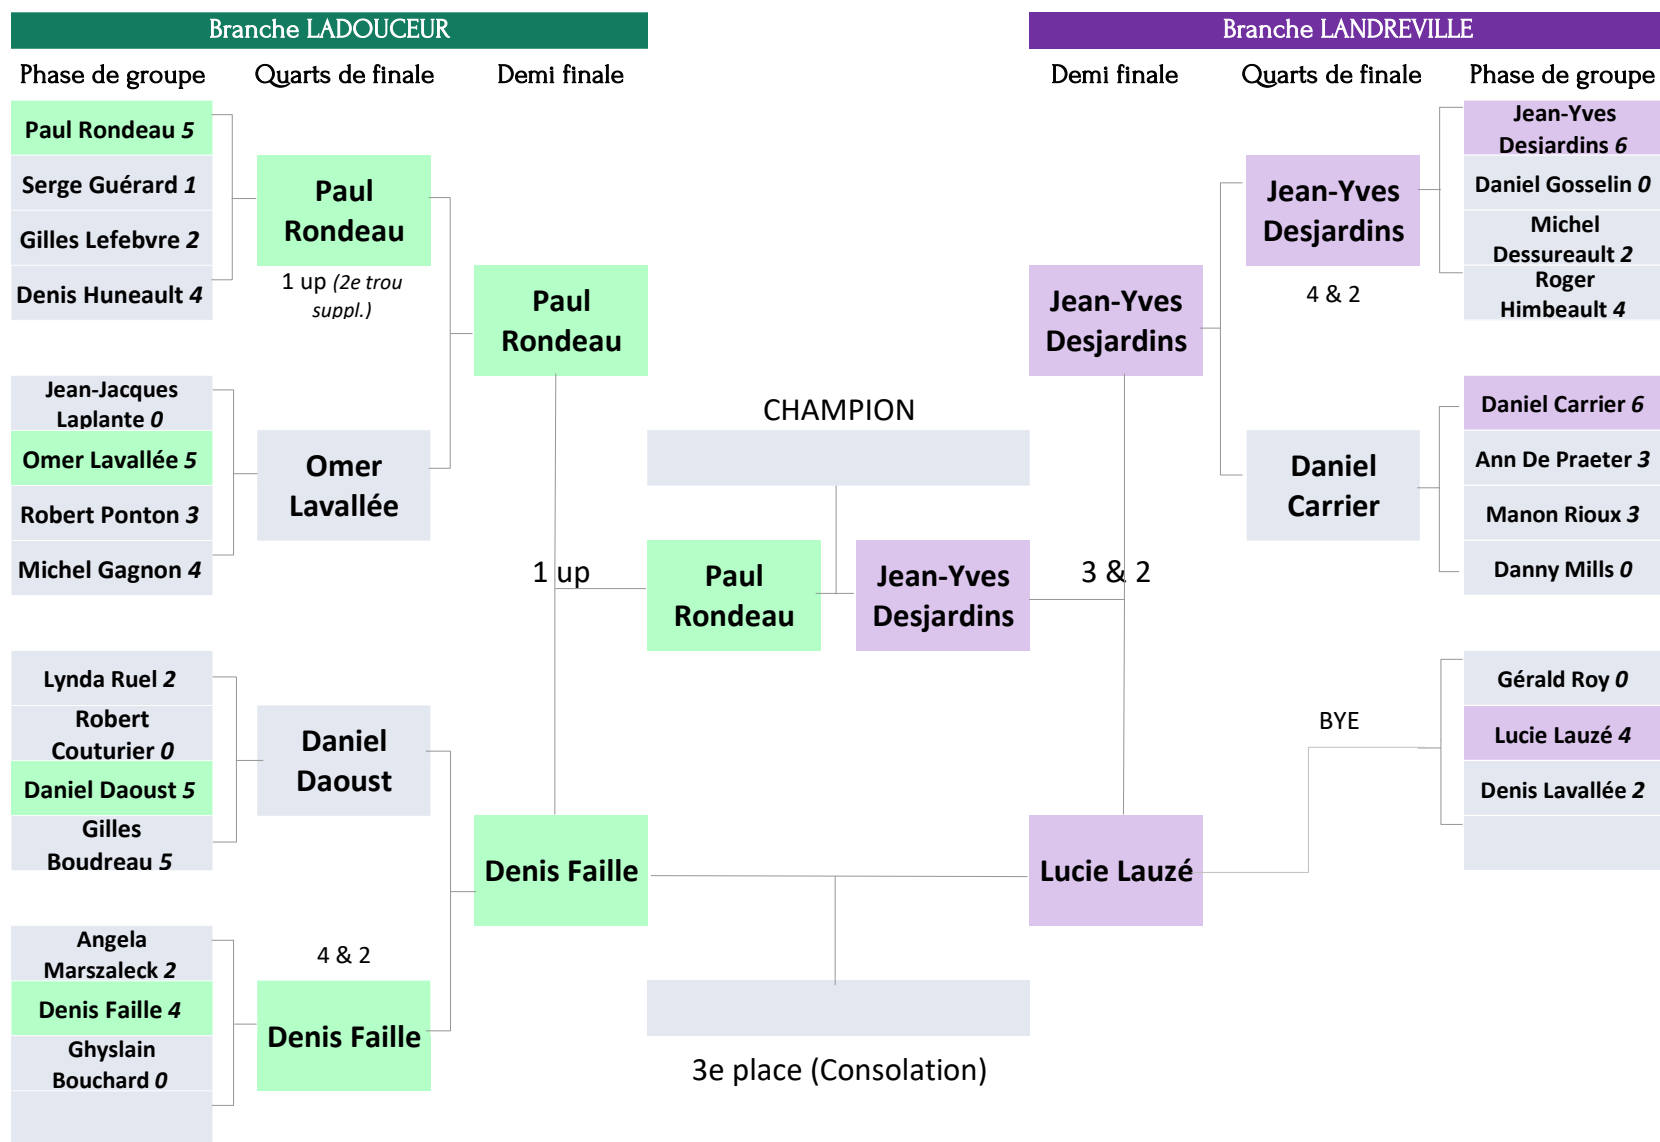 Branche LADOUCEUR
Phase de groupe
Quarts de finale
Demi finale
Paul Rondeau 5
Serge Guérard 1
Gilles Lefebvre 2
Denis Huneault 4
Paul
Rondeau
1 up (2e trou
suppl.)
Jean-Jacques
Laplante 0
Omer Lavallée 5
Robert Ponton 3
Michel Gagnon 4
Omer
Lavallée
Paul
Rondeau
1 up
Lynda Ruel 2
Robert
Couturier 0
Daniel Daoust 5
Gilles
Boudreau 5
Daniel
Daoust
Angela
Marszaleck 2
Denis Faille 4
Ghyslain
Bouchard 0
4 & 2
Denis Faille
Denis Faille
CHAMPION
Paul
Rondeau
Jean-Yves
Desjardins
3e place (Consolation)
Branche LANDREVILLE
Demi finale
Quarts de finale
Phase de groupe
Jean-Yves
Desjardins
3 & 2
Lucie Lauzé
Jean-Yves
Desjardins
4 & 2
Daniel
Carrier
BYE
Jean-Yves
Desjardins 6
Daniel Gosselin 0
Michel
Dessureault 2
Roger
Himbeault 4
Daniel Carrier 6
Ann De Praeter 3
Manon Rioux 3
Danny Mills 0
Gérald Roy 0
Lucie Lauzé 4
Denis Lavallée 2